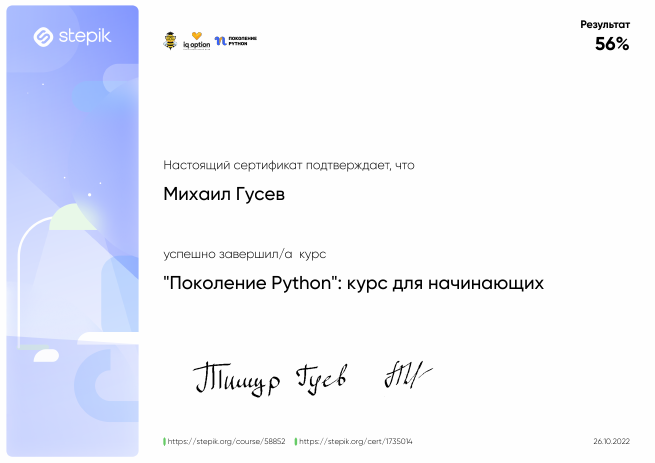 stepik
iq option
ПОКОЛЕНИЕ
PYTHON
Результат
56%
Настоящий сертификат подтверждает, что
Михаил Гусев
успешно завершил/а курс
"Поколение Python": курс для начинающих
Тимур Гуев
https://stepik.org/course/58852 https://stepik.org/cert/1735014
26.10.2022